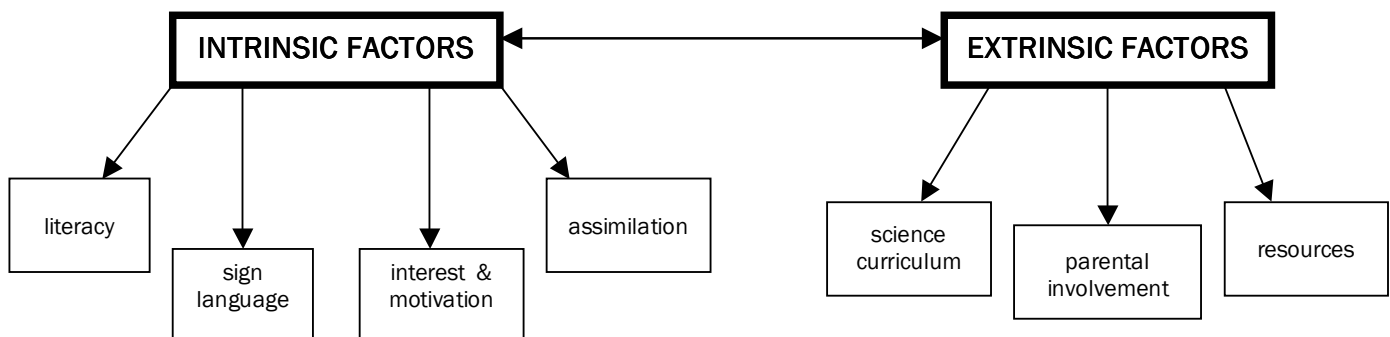 INTRINSIC FACTORS
EXTRINSIC FACTORS
literacy
sign
language
interest & 
motivation
assimilation
science
curriculum
parental
involvement
resources